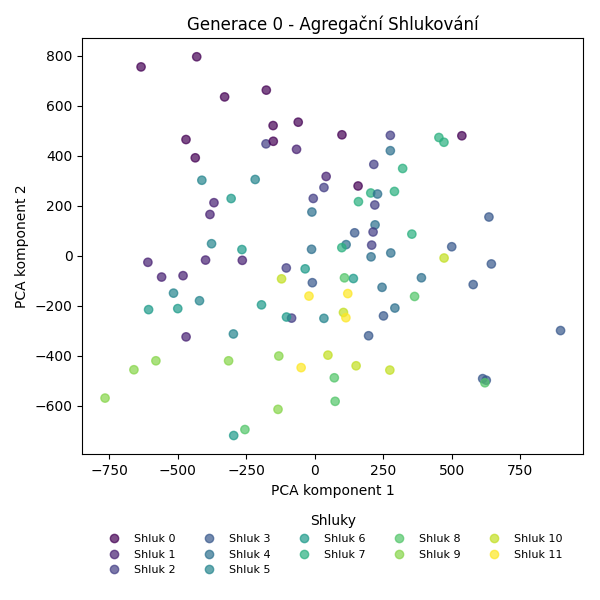 Generace 0 - Agregační Shlukování
PCA komponent 2
800
600
400
200
0
−200
−400
−600
−750
−500
−250
0
250
500
750
PCA komponent 1
Shluky
Shluk 0
Shluk 3
Shluk 6
Shluk 8
Shluk 10
Shluk 1
Shluk 4
Shluk 7
Shluk 9
Shluk 11
Shluk 2
Shluk 5